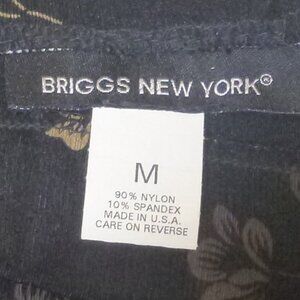 BRIGGS NEW YORK®
M
90% NYLON
10% SPANDEX
MADE IN U.S.A.
CARE ON REVERSE